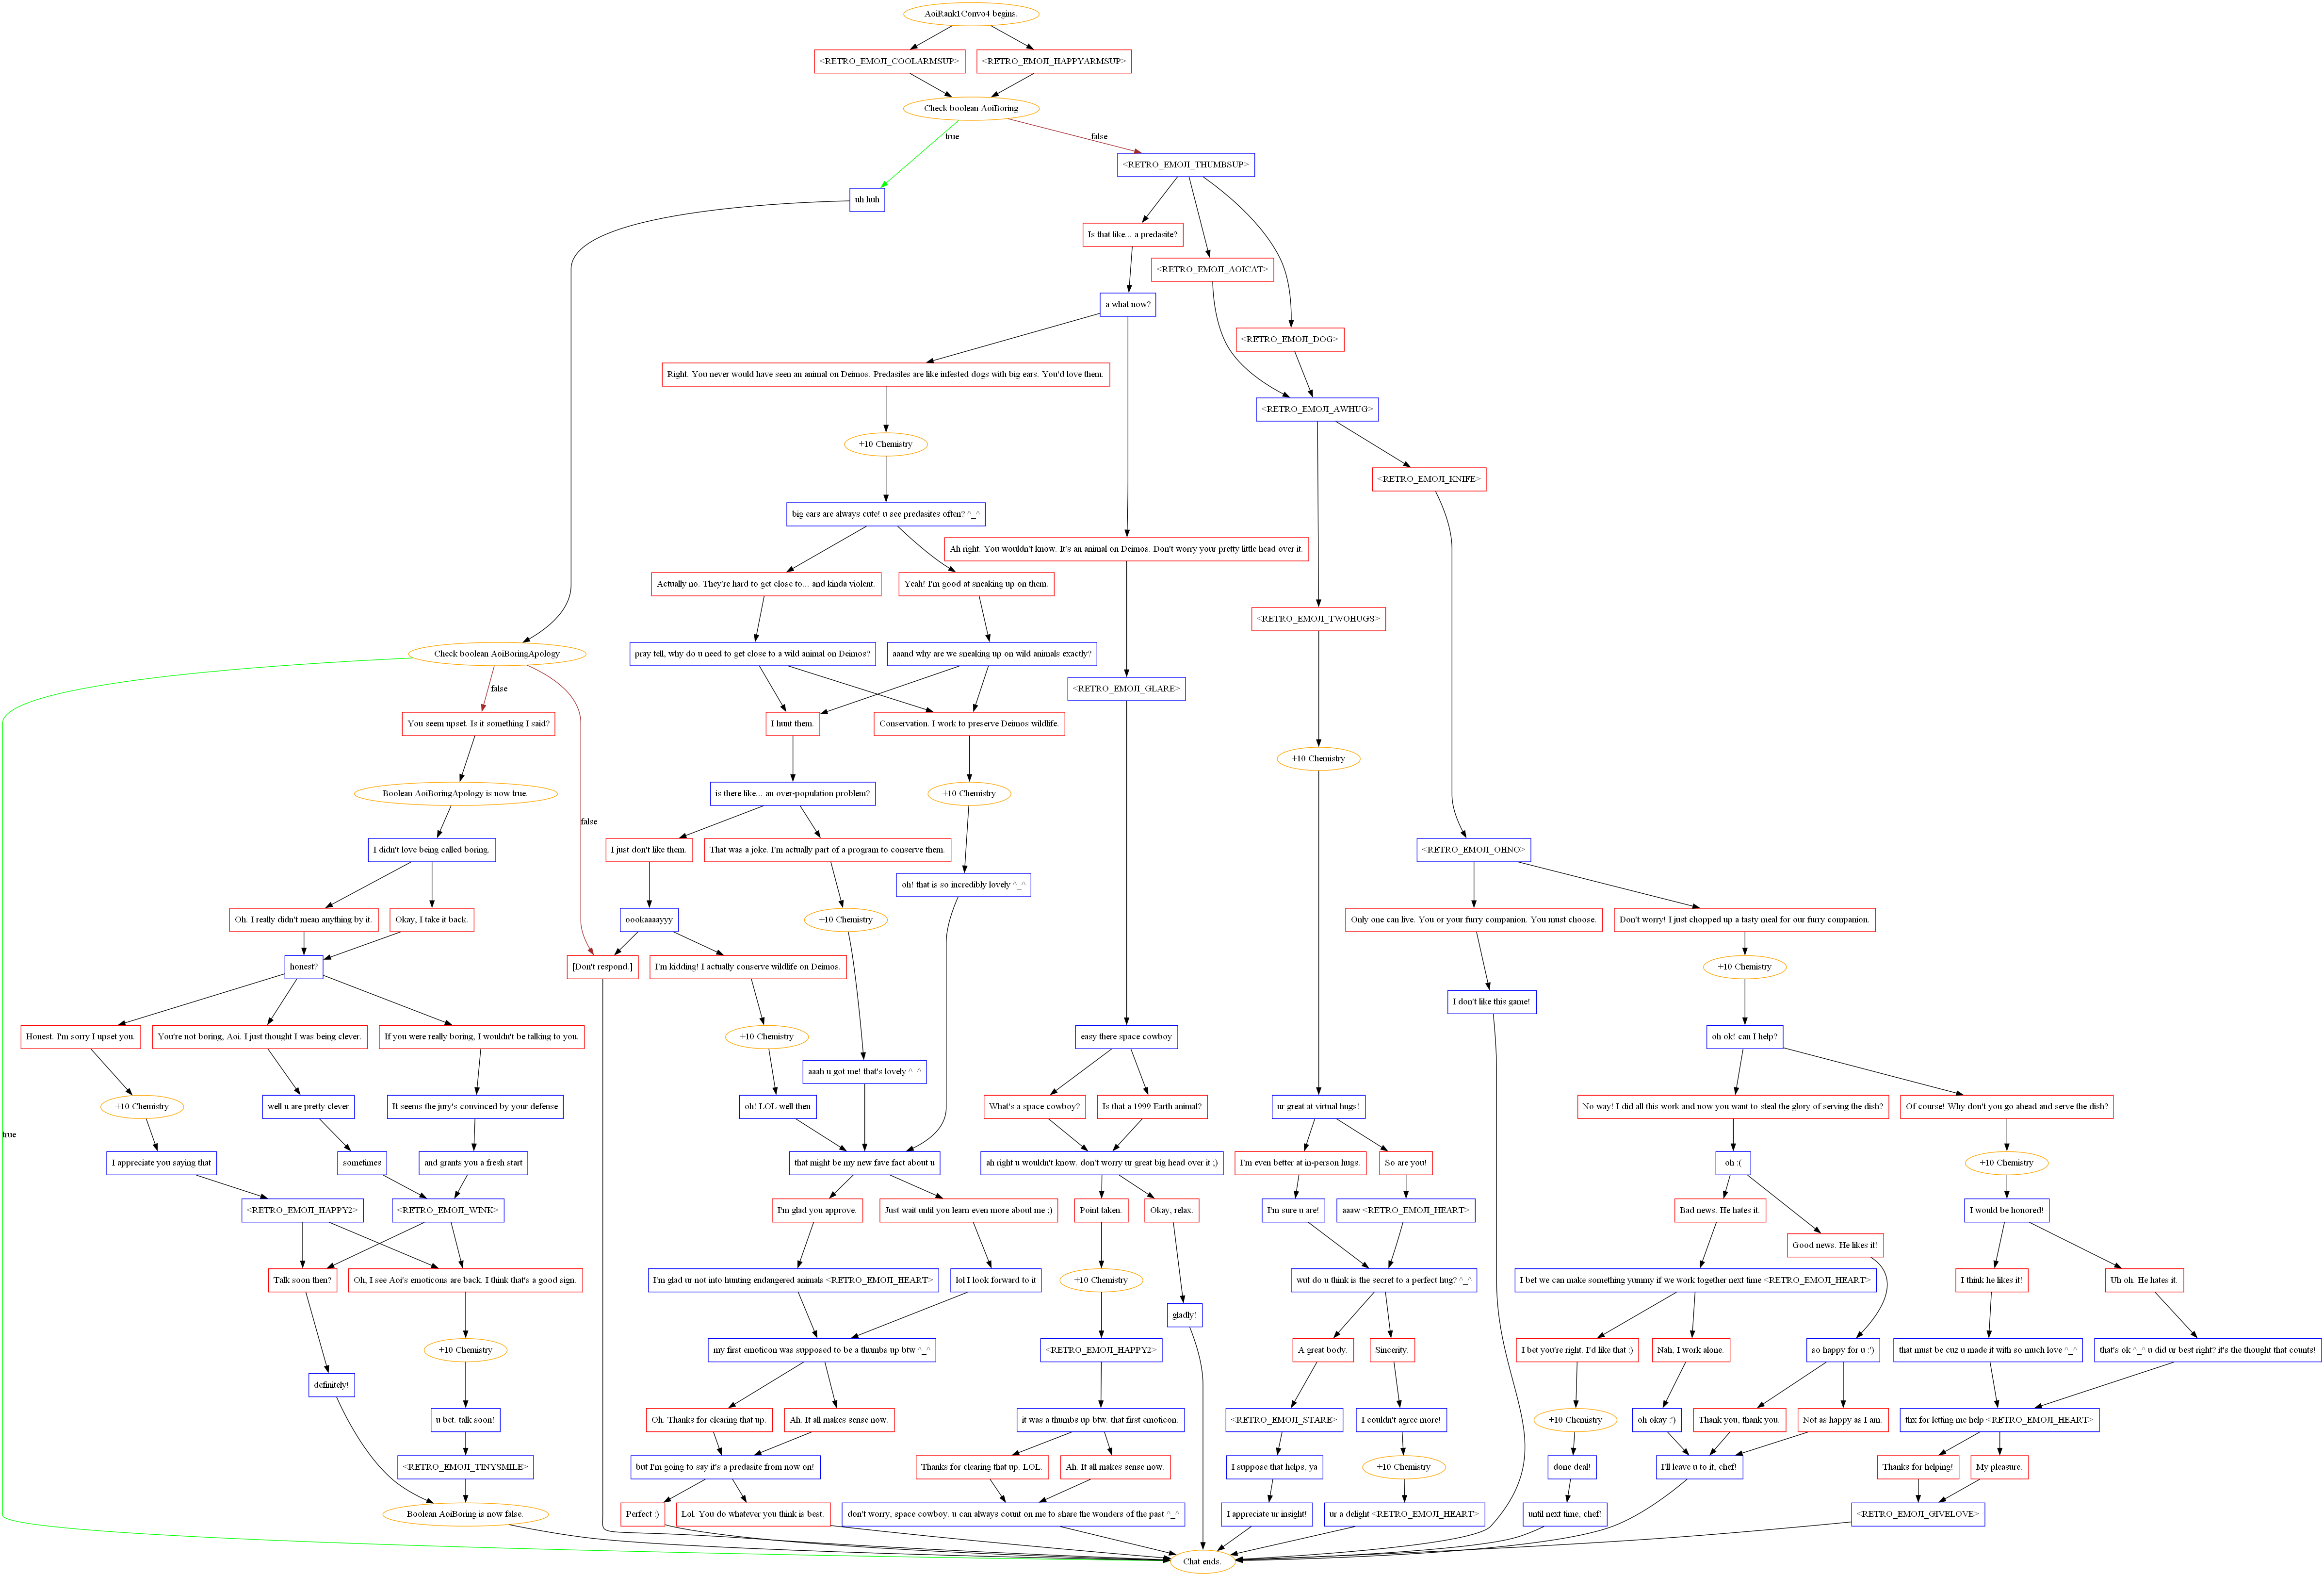 AoiRank1Convo4 begins.
<RETRO_EMOJI_COOLARMSUP>
<RETRO_EMOJI_HAPPYARMSUP>
Check boolean AoiBoring
true
false
<RETRO_EMOJI_THUMBSUP>
uh huh
Is that like... a predasite?
<RETRO_EMOJI_AOICAT>
a what now?
<RETRO_EMOJI_DOG>
Right. You never would have seen an animal on Deimos. Predasites are like infested dogs with big ears. You'd love them.
<RETRO_EMOJI_AWHUG>
+10 Chemistry
<RETRO_EMOJI_KNIFE>
big ears are always cute! u see predasites often? ^_^
Ah right. You wouldn't know. It's an animal on Deimos. Don't worry your pretty little head over it.
Actually no. They're hard to get close to... and kinda violent.
Yeah! I'm good at sneaking up on them.
<RETRO_EMOJI_TWOHUGS>
Check boolean AoiBoringApology
pray tell, why do u need to get close to a wild animal on Deimos?
aaand why are we sneaking up on wild animals exactly?
false
<RETRO_EMOJI_GLARE>
You seem upset. Is it something I said?
I hunt them.
Conservation. I work to preserve Deimos wildlife.
+10 Chemistry
Boolean AoiBoringApology is now true.
is there like... an over-population problem?
+10 Chemistry
false
I didn't love being called boring.
I just don't like them.
That was a joke. I'm actually part of a program to conserve them.
<RETRO_EMOJI_OHNO>
oh! that is so incredibly lovely ^_^
Oh. I really didn't mean anything by it.
Okay, I take it back.
oookaaaayyy
+10 Chemistry
Only one can live. You or your furry companion. You must choose.
Don't worry! I just chopped up a tasty meal for our furry companion.
honest?
[Don't respond.]
I'm kidding! I actually conserve wildlife on Deimos.
+10 Chemistry
I don't like this game!
Honest. I'm sorry I upset you.
You're not boring, Aoi. I just thought I was being clever.
If you were really boring, I wouldn't be talking to you.
+10 Chemistry
easy there space cowboy
oh ok! can I help?
aaah u got me! that's lovely ^_^
+10 Chemistry
well u are pretty clever
It seems the jury's convinced by your defense
oh! LOL well then
What's a space cowboy?
Is that a 1999 Earth animal?
ur great at virtual hugs!
No way! I did all this work and now you want to steal the glory of serving the dish?
Of course! Why don't you go ahead and serve the dish?
true
I appreciate you saying that
sometimes
and grants you a fresh start
that might be my new fave fact about u
ah right u wouldn't know. don't worry ur great big head over it ;)
I'm even better at in-person hugs.
So are you!
oh :(
+10 Chemistry
<RETRO_EMOJI_HAPPY2>
<RETRO_EMOJI_WINK>
I'm glad you approve.
Just wait until you learn even more about me ;)
Point taken.
Okay, relax.
I'm sure u are!
aaaw <RETRO_EMOJI_HEART>
Bad news. He hates it.
I would be honored!
Good news. He likes it!
Talk soon then?
Oh, I see Aoi's emoticons are back. I think that's a good sign.
I'm glad ur not into hunting endangered animals <RETRO_EMOJI_HEART>
lol I look forward to it
+10 Chemistry
wut do u think is the secret to a perfect hug? ^_^
I bet we can make something yummy if we work together next time <RETRO_EMOJI_HEART>
I think he likes it!
Uh oh. He hates it.
gladly!
+10 Chemistry
my first emoticon was supposed to be a thumbs up btw ^_^
<RETRO_EMOJI_HAPPY2>
A great body.
Sincerity.
I bet you're right. I'd like that :)
Nah, I work alone.
so happy for u :')
that must be cuz u made it with so much love ^_^
that's ok ^_^ u did ur best right? it's the thought that counts!
definitely!
u bet. talk soon!
Oh. Thanks for clearing that up.
Ah. It all makes sense now.
it was a thumbs up btw. that first emoticon.
<RETRO_EMOJI_STARE>
I couldn't agree more!
+10 Chemistry
oh okay :')
Thank you, thank you.
Not as happy as I am.
thx for letting me help <RETRO_EMOJI_HEART>
<RETRO_EMOJI_TINYSMILE>
but I'm going to say it's a predasite from now on!
Thanks for clearing that up. LOL.
Ah. It all makes sense now.
I suppose that helps, ya
+10 Chemistry
done deal!
I'll leave u to it, chef!
Thanks for helping!
My pleasure.
Boolean AoiBoring is now false.
Perfect :)
Lol. You do whatever you think is best.
don't worry, space cowboy. u can always count on me to share the wonders of the past ^_^
I appreciate ur insight!
ur a delight <RETRO_EMOJI_HEART>
until next time, chef!
<RETRO_EMOJI_GIVELOVE>
Chat ends.